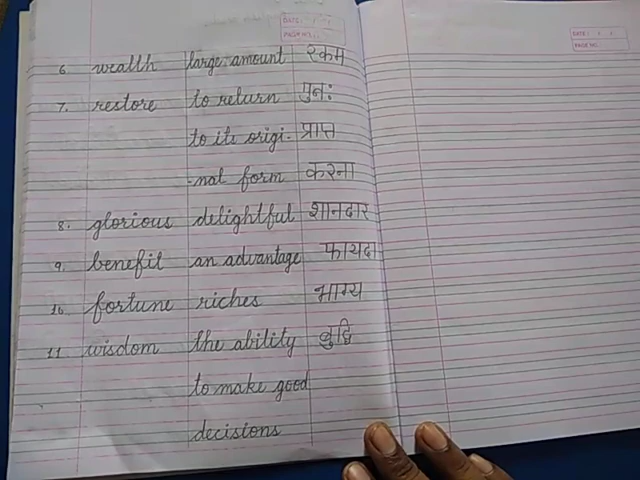 DATE: / /
PAGE NO.:
DATE: / /
PAGE NO.:
6 wealth large amount रकम
7. restore to return पुनः
to its origi- प्राप्त
-nal form करना
8. glorious delightful शानदार
9. benefit an advantage फायदा
10. fortune riches भाग्य
11. wisdom the ability बुद्धि
to make good
decisions